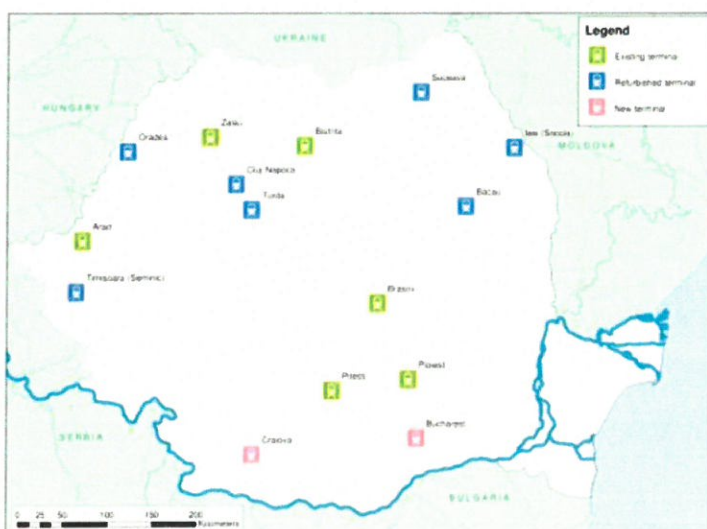 UKRAINE
Legend
Existing terminal
Refurbished terminal
New terminal
Suceava
HUNGARY
Zalau
Oradea
Bistrita
Iasi (Socola)
MOLDOVA
Cluj Napoca
Turda
Bacau
Arad
Timisoara (Semenic)
Brasov
Ploiesti
Pitesti
Bucharest
Craiova
SERBIA
BULGARIA
0 25 50 100 150 200
Kilometers